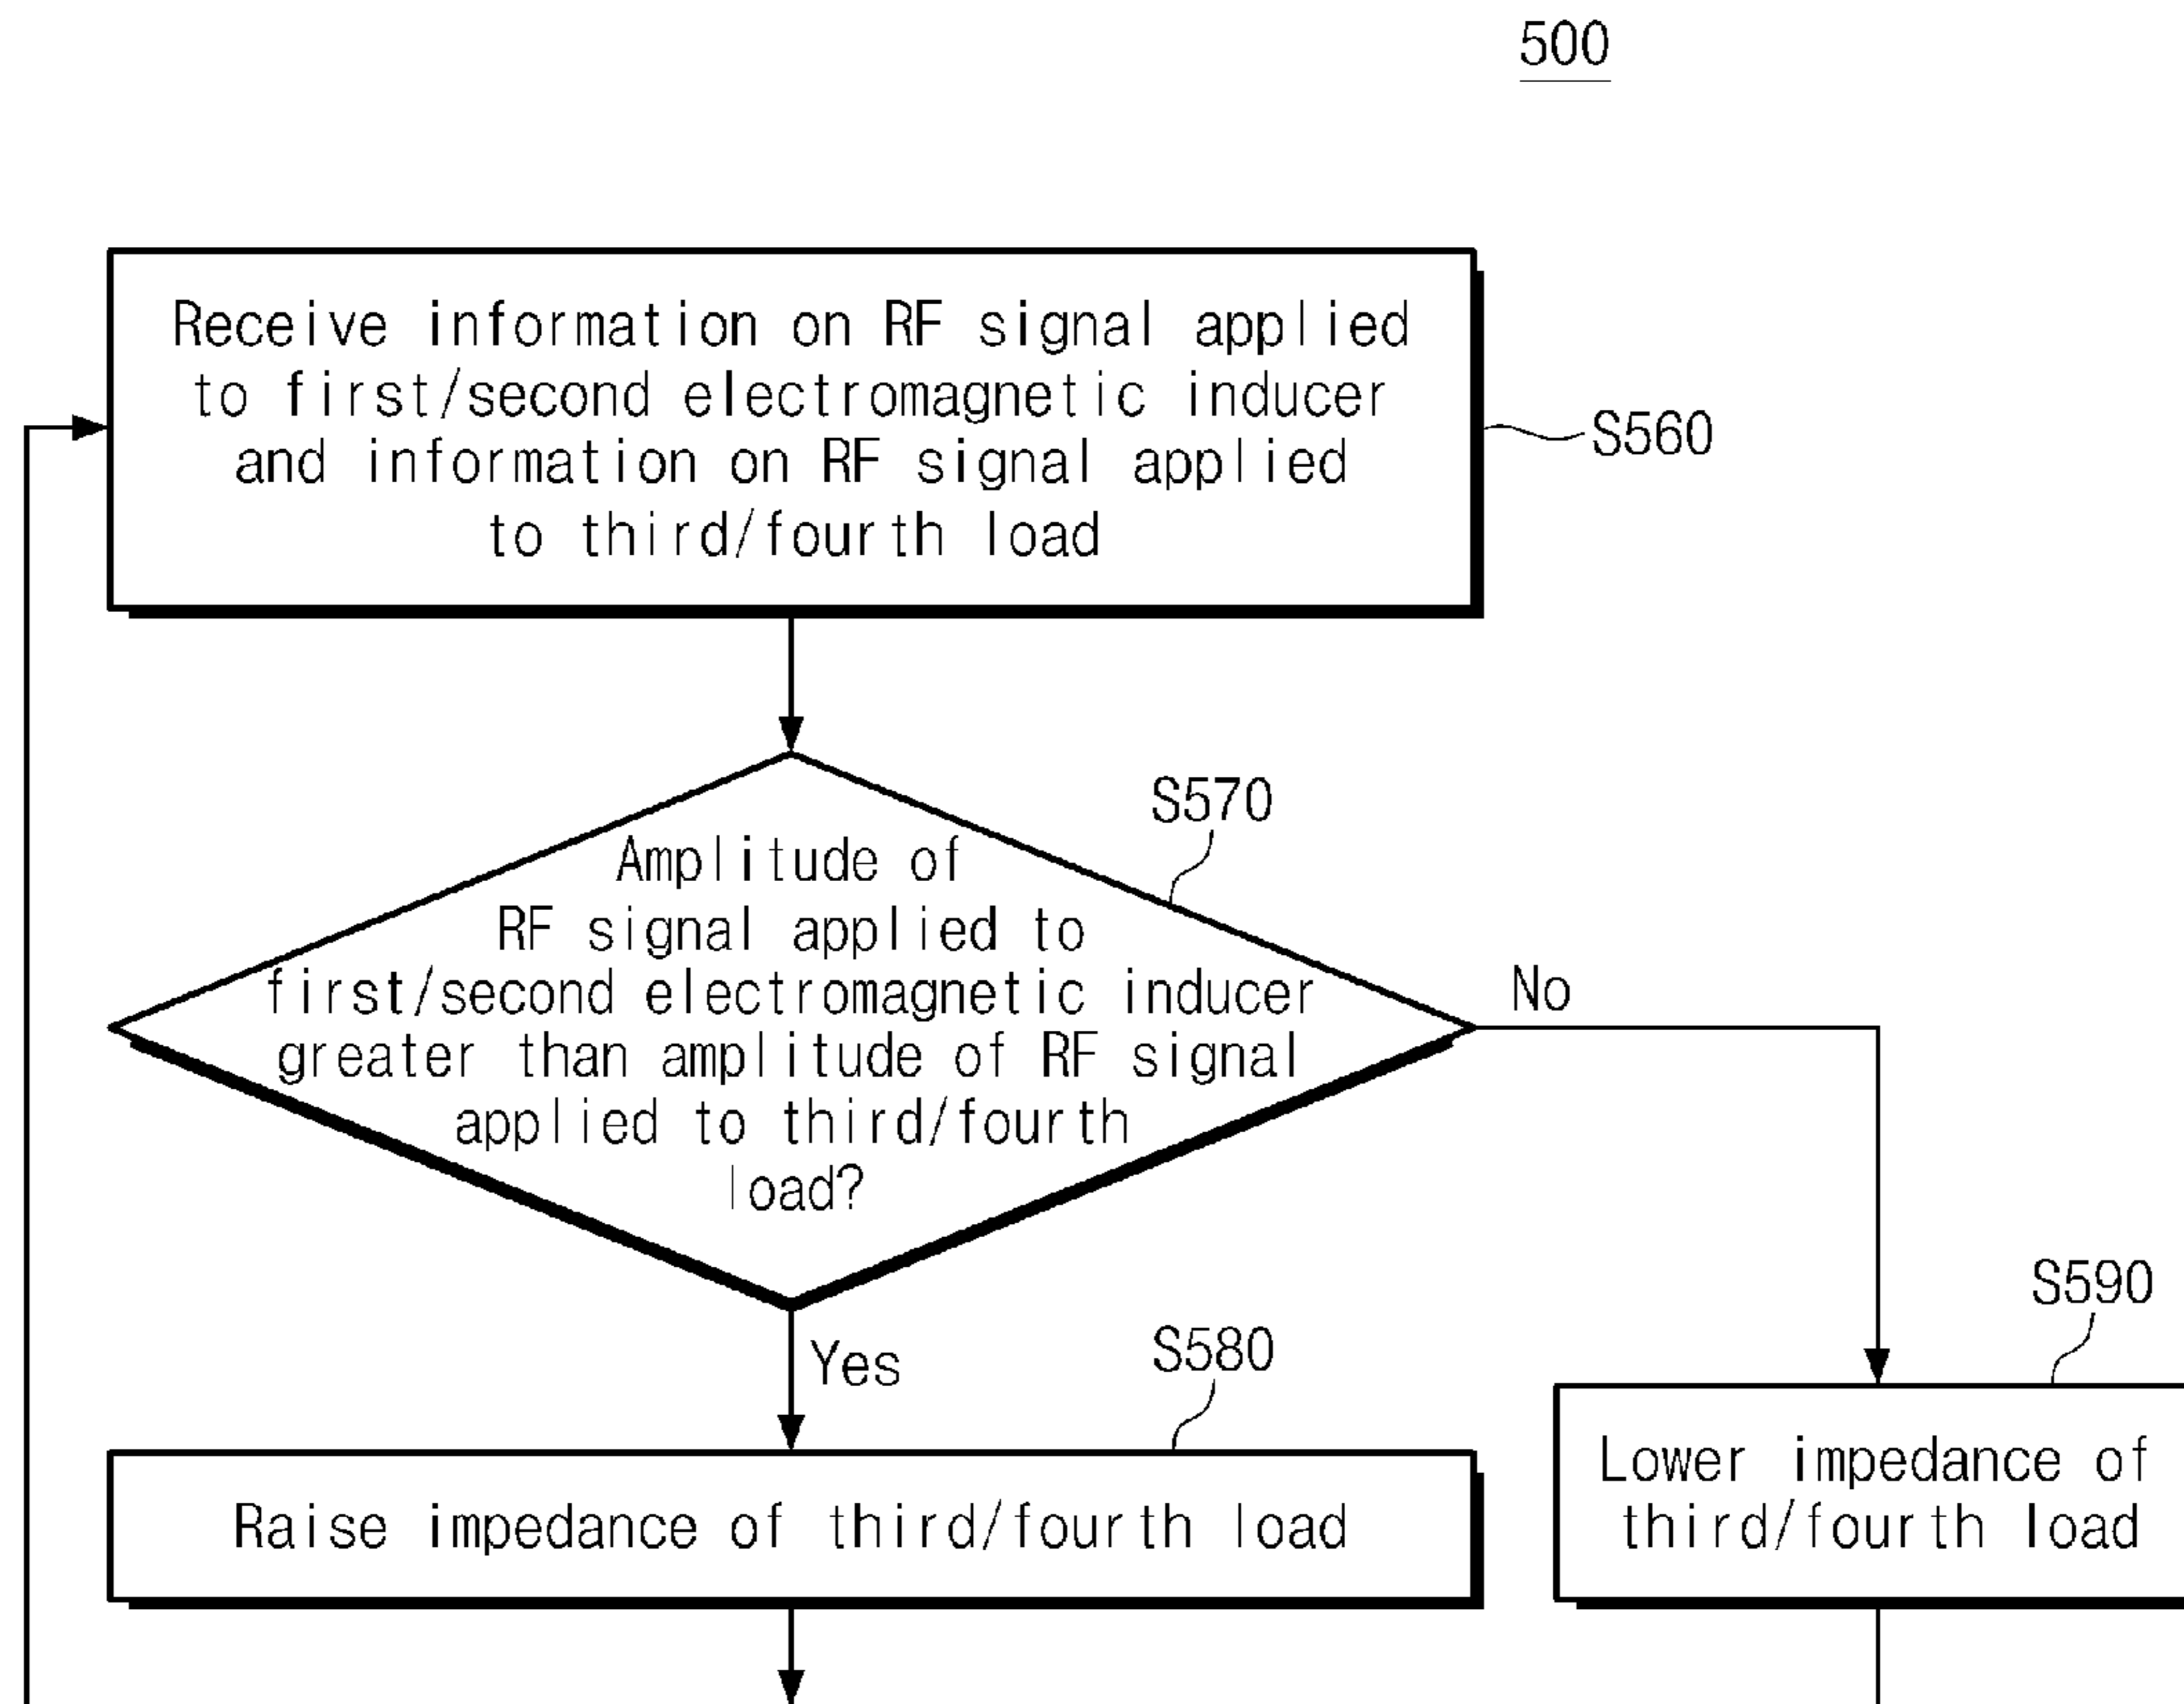 500
Receive information on RF signal applied
to first/second electromagnetic inducer
and information on RF signal applied
to third/fourth load
S560
S570
Amplitude of
RF signal applied to
first/second electromagnetic inducer
greater than amplitude of RF signal
applied to third/fourth
load?
No
Yes
S580
Raise impedance of third/fourth load
S590
Lower impedance of
third/fourth load